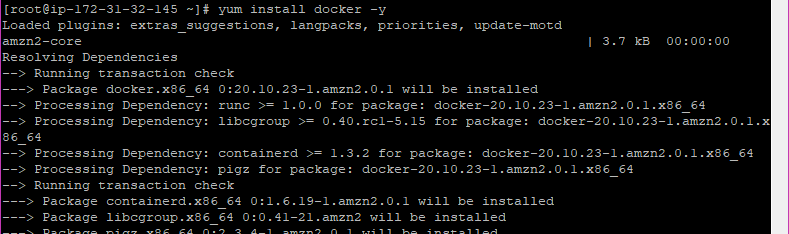 [root@ip-172-31-32-145 ~]# yum install docker -y
Loaded plugins: extras_suggestions, langpacks, priorities, update-motd
amzn2-core | 3.7 kB 00:00:00
Resolving Dependencies
--> Running transaction check
---> Package docker.x86_64 0:20.10.23-1.amzn2.0.1 will be installed
--> Processing Dependency: runc >= 1.0.0 for package: docker-20.10.23-1.amzn2.0.1.x86_64
--> Processing Dependency: libcgroup >= 0.40.rc1-5.15 for package: docker-20.10.23-1.amzn2.0.1.x
86_64
--> Processing Dependency: containerd >= 1.3.2 for package: docker-20.10.23-1.amzn2.0.1.x86_64
--> Processing Dependency: pigz for package: docker-20.10.23-1.amzn2.0.1.x86_64
--> Running transaction check
---> Package containerd.x86_64 0:1.6.19-1.amzn2.0.1 will be installed
---> Package libcgroup.x86_64 0:0.41-21.amzn2 will be installed
---> Package pigz.x86_64 0:2.3.4-1.amzn2.0.1 will be installed